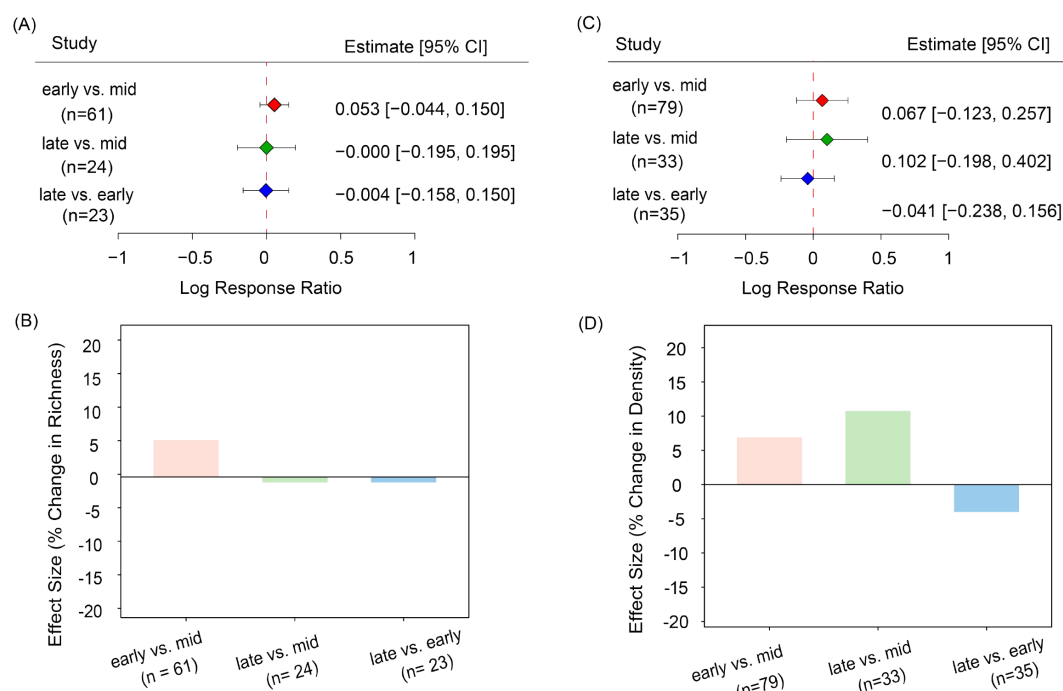 (A)
Study Estimate [95% CI]
early vs. mid
(n=61)
0.053 [−0.044, 0.150]
late vs. mid
(n=24)
−0.000 [−0.195, 0.195]
late vs. early
(n=23)
−0.004 [−0.158, 0.150]
−1 −0.5 0 0.5 1
Log Response Ratio
(C)
Study Estimate [95% CI]
early vs. mid
(n=79)
0.067 [−0.123, 0.257]
late vs. mid
(n=33)
0.102 [−0.198, 0.402]
late vs. early
(n=35)
−0.041 [−0.238, 0.156]
−1 −0.5 0 0.5 1
Log Response Ratio
(B)
Effect Size (% Change in Richness)
20
15
10
5
0
-5
-10
-15
-20
early vs. mid
(n = 61)
late vs. mid
(n= 24)
late vs. early
(n= 23)
(D)
Effect Size (% Change in Density)
20
15
10
5
0
-5
-10
-15
-20
early vs. mid
(n=79)
late vs. mid
(n=33)
late vs. early
(n=35)